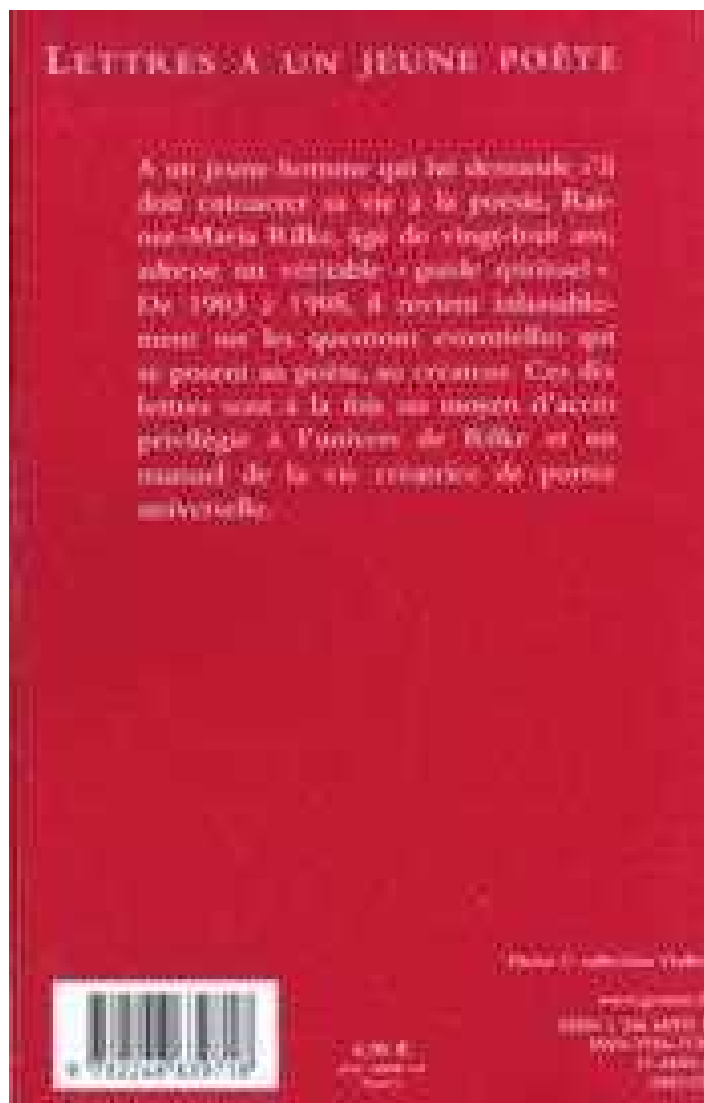 LETTRES À UN JEUNE POÈTE
A un jeune homme qui lui demande s'il
doit consacrer sa vie à la poésie, Rai-
ner-Maria Rilke, âgé de vingt-huit ans,
adresse un véritable « guide spirituel ».
De 1903 à 1908, il revient inlassable-
ment sur les questions essentielles qui
se posent au poète, au créateur. Ces dix
lettres sont à la fois un moyen d'accès
privilégié à l'univers de Rilke et un
manuel de la vie créatrice de portée
universelle.
Photo